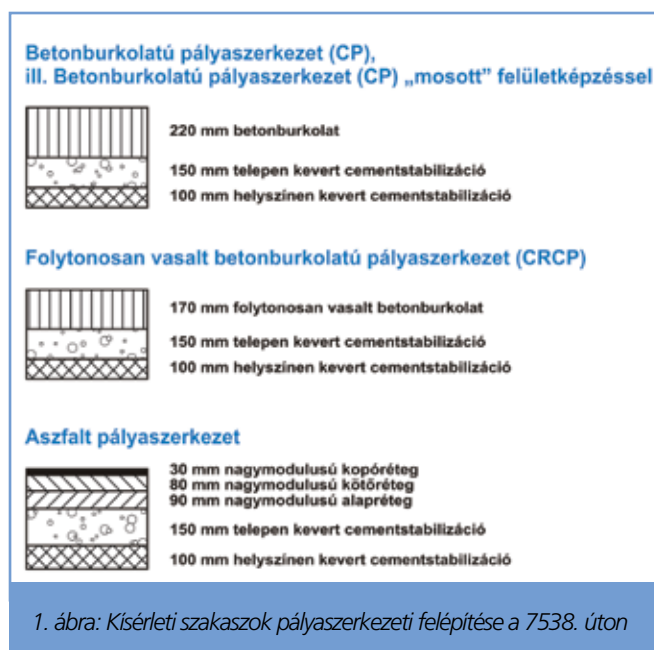 Betonburkolatú pályaszerkezet (CP),
ill. Betonburkolatú pályaszerkezet (CP) „mosott” felületképzéssel
220 mm betonburkolat
150 mm telepen kevert cementstabilizáció
100 mm helyszínen kevert cementstabilizáció
Folytonosan vasalt betonburkolatú pályaszerkezet (CRCP)
170 mm folytonosan vasalt betonburkolat
150 mm telepen kevert cementstabilizáció
100 mm helyszínen kevert cementstabilizáció
Aszfalt pályaszerkezet
30 mm nagymodulusú kopóréteg
80 mm nagymodulusú kötőréteg
90 mm nagymodulusú alapréteg
150 mm telepen kevert cementstabilizáció
100 mm helyszínen kevert cementstabilizáció
1. ábra: Kísérleti szakaszok pályaszerkezeti felépítése a 7538. úton